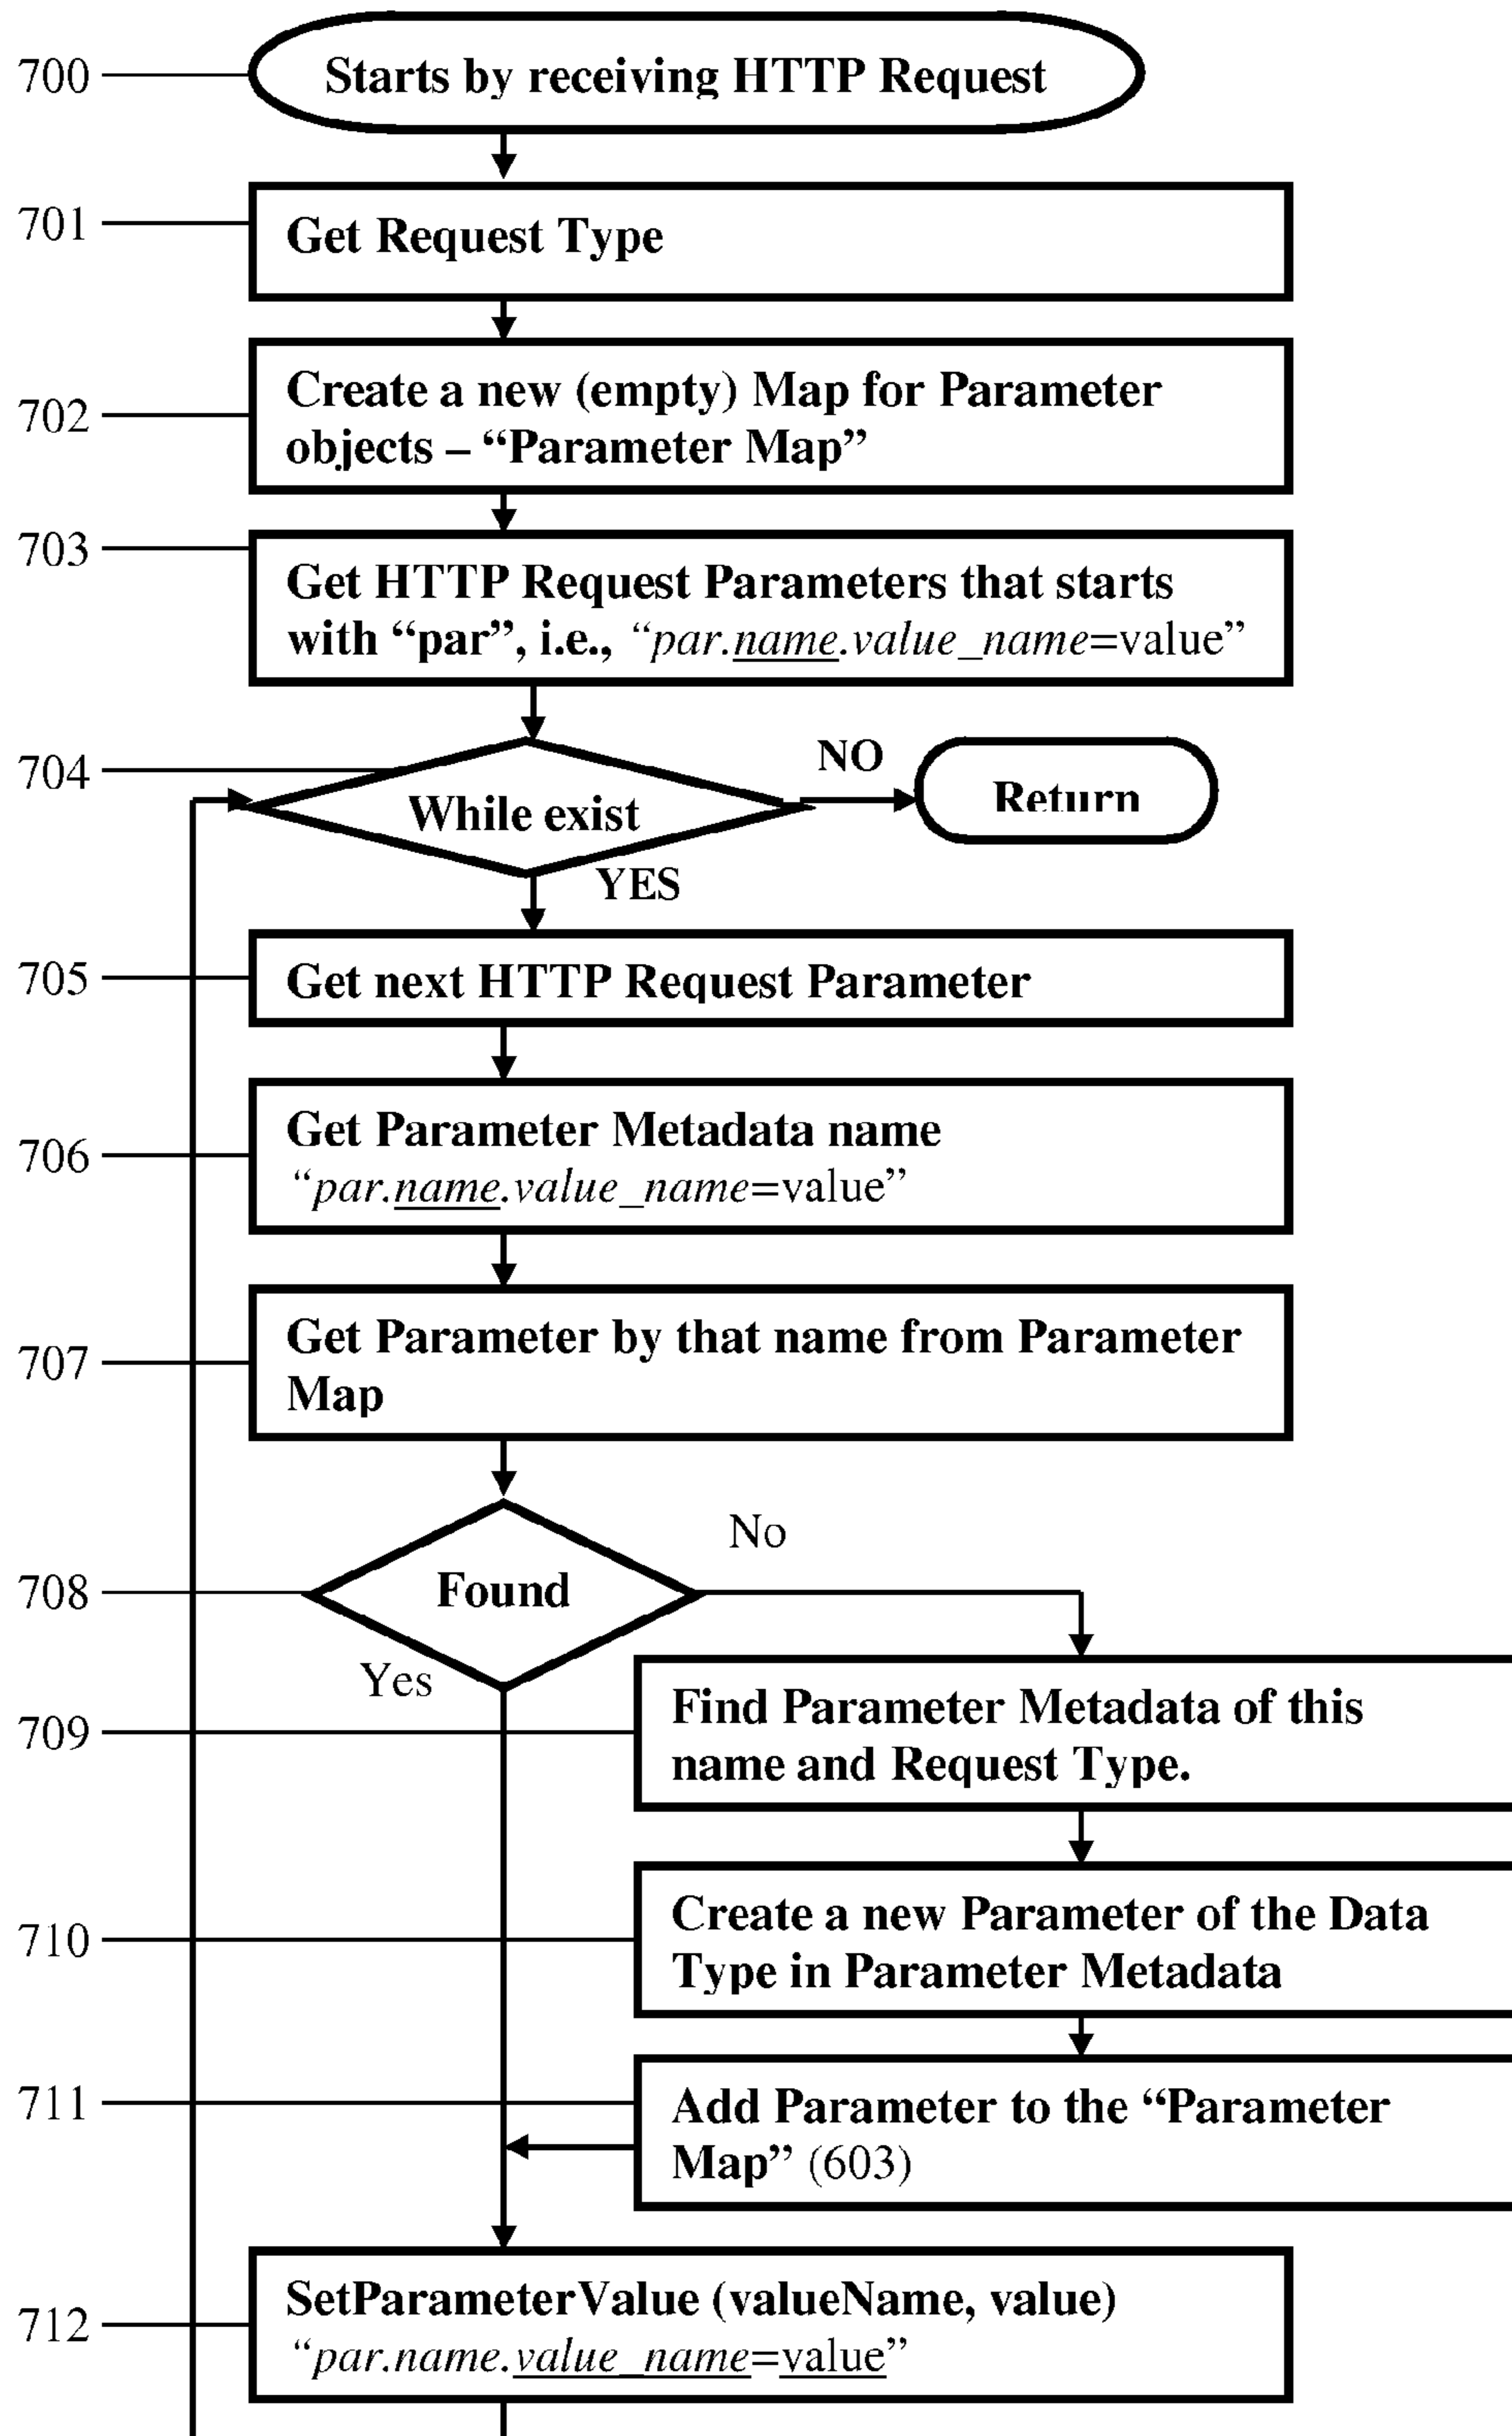 700
Starts by receiving HTTP Request
701
Get Request Type
702
Create a new (empty) Map for Parameter
objects – “Parameter Map”
703
Get HTTP Request Parameters that starts
with “par”, i.e., “par.name.value_name=value”
704
While exist
NO
Return
YES
705
Get next HTTP Request Parameter
706
Get Parameter Metadata name
“par.name.value_name=value”
707
Get Parameter by that name from Parameter
Map
708
Found
No
Yes
709
Find Parameter Metadata of this
name and Request Type.
710
Create a new Parameter of the Data
Type in Parameter Metadata
711
Add Parameter to the “Parameter
Map” (603)
712
SetParameterValue (valueName, value)
“par.name.value_name=value”